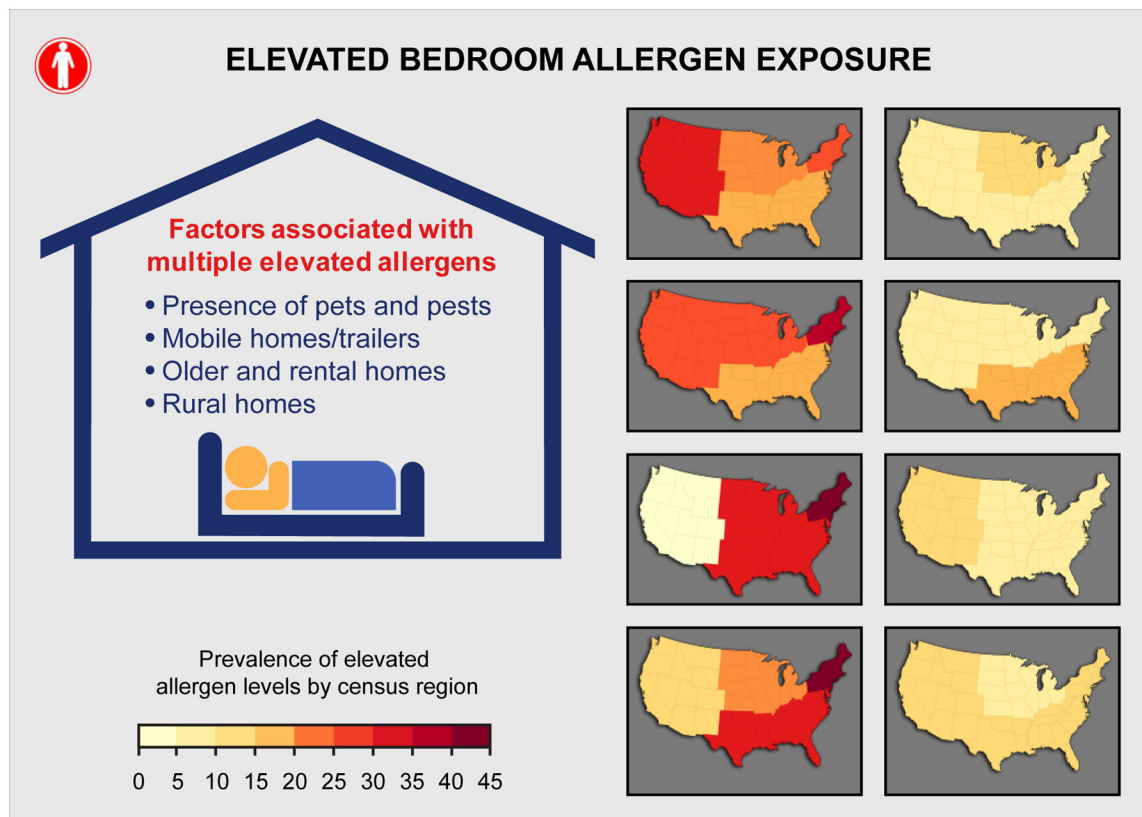 ELEVATED BEDROOM ALLERGEN EXPOSURE
Factors associated with
multiple elevated allergens
• Presence of pets and pests
• Mobile homes/trailers
• Older and rental homes
• Rural homes
Prevalence of elevated
allergen levels by census region
0 5 10 15 20 25 30 35 40 45